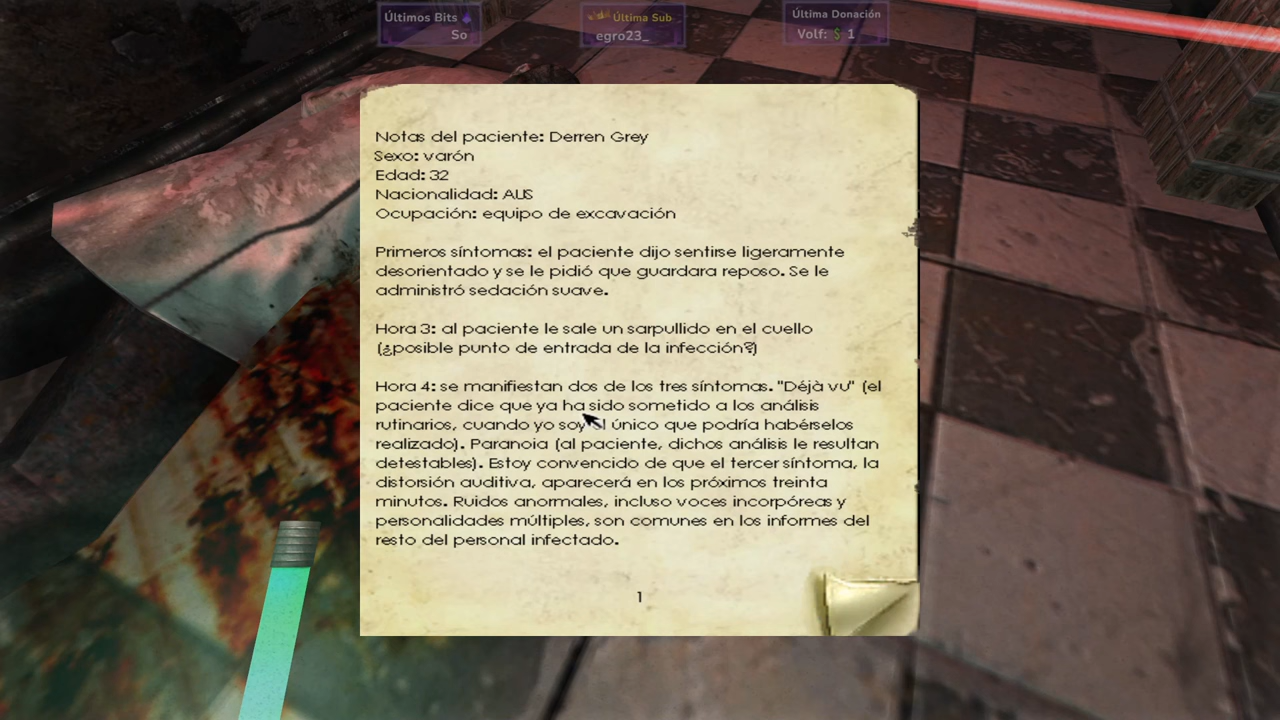 Últimos Bits
So
Última Sub
egro23_
Última Donación
Volf: $ 1
Notas del paciente: Derren Grey
Sexo: varón
Edad: 32
Nacionalidad: AUS
Ocupación: equipo de excavación
Primeros síntomas: el paciente dijo sentirse ligeramente
desorientado y se le pidió que guardara reposo. Se le
administró sedación suave.
Hora 3: al paciente le sale un sarpullido en el cuello
(¿posible punto de entrada de la infección?)
Hora 4: se manifiestan dos de los tres síntomas. "Déjà vu" (el
paciente dice que ya ha sido sometido a los análisis
rutinarios, cuando yo soy el único que podría habérselos
realizado). Paranoia (al paciente, dichos análisis le resultan
detestables). Estoy convencido de que el tercer síntoma, la
distorsión auditiva, aparecerá en los próximos treinta
minutos. Ruidos anormales, incluso voces incorpóreas y
personalidades múltiples, son comunes en los informes del
resto del personal infectado.
1